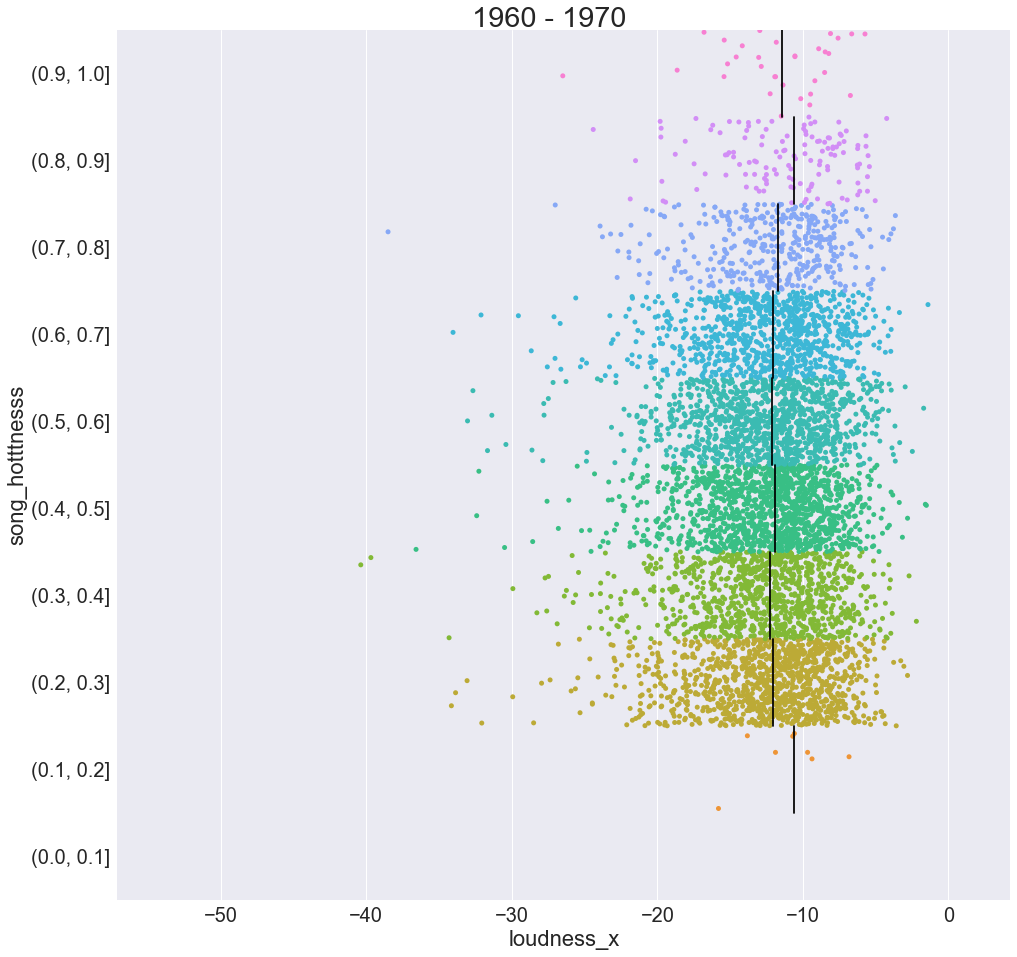 1960 - 1970
(0.9, 1.0]
(0.8, 0.9]
(0.7, 0.8]
(0.6, 0.7]
(0.5, 0.6]
(0.4, 0.5]
(0.3, 0.4]
(0.2, 0.3]
(0.1, 0.2]
(0.0, 0.1]
song_hotttnesss
−50 −40 −30 −20 −10 0
loudness_x